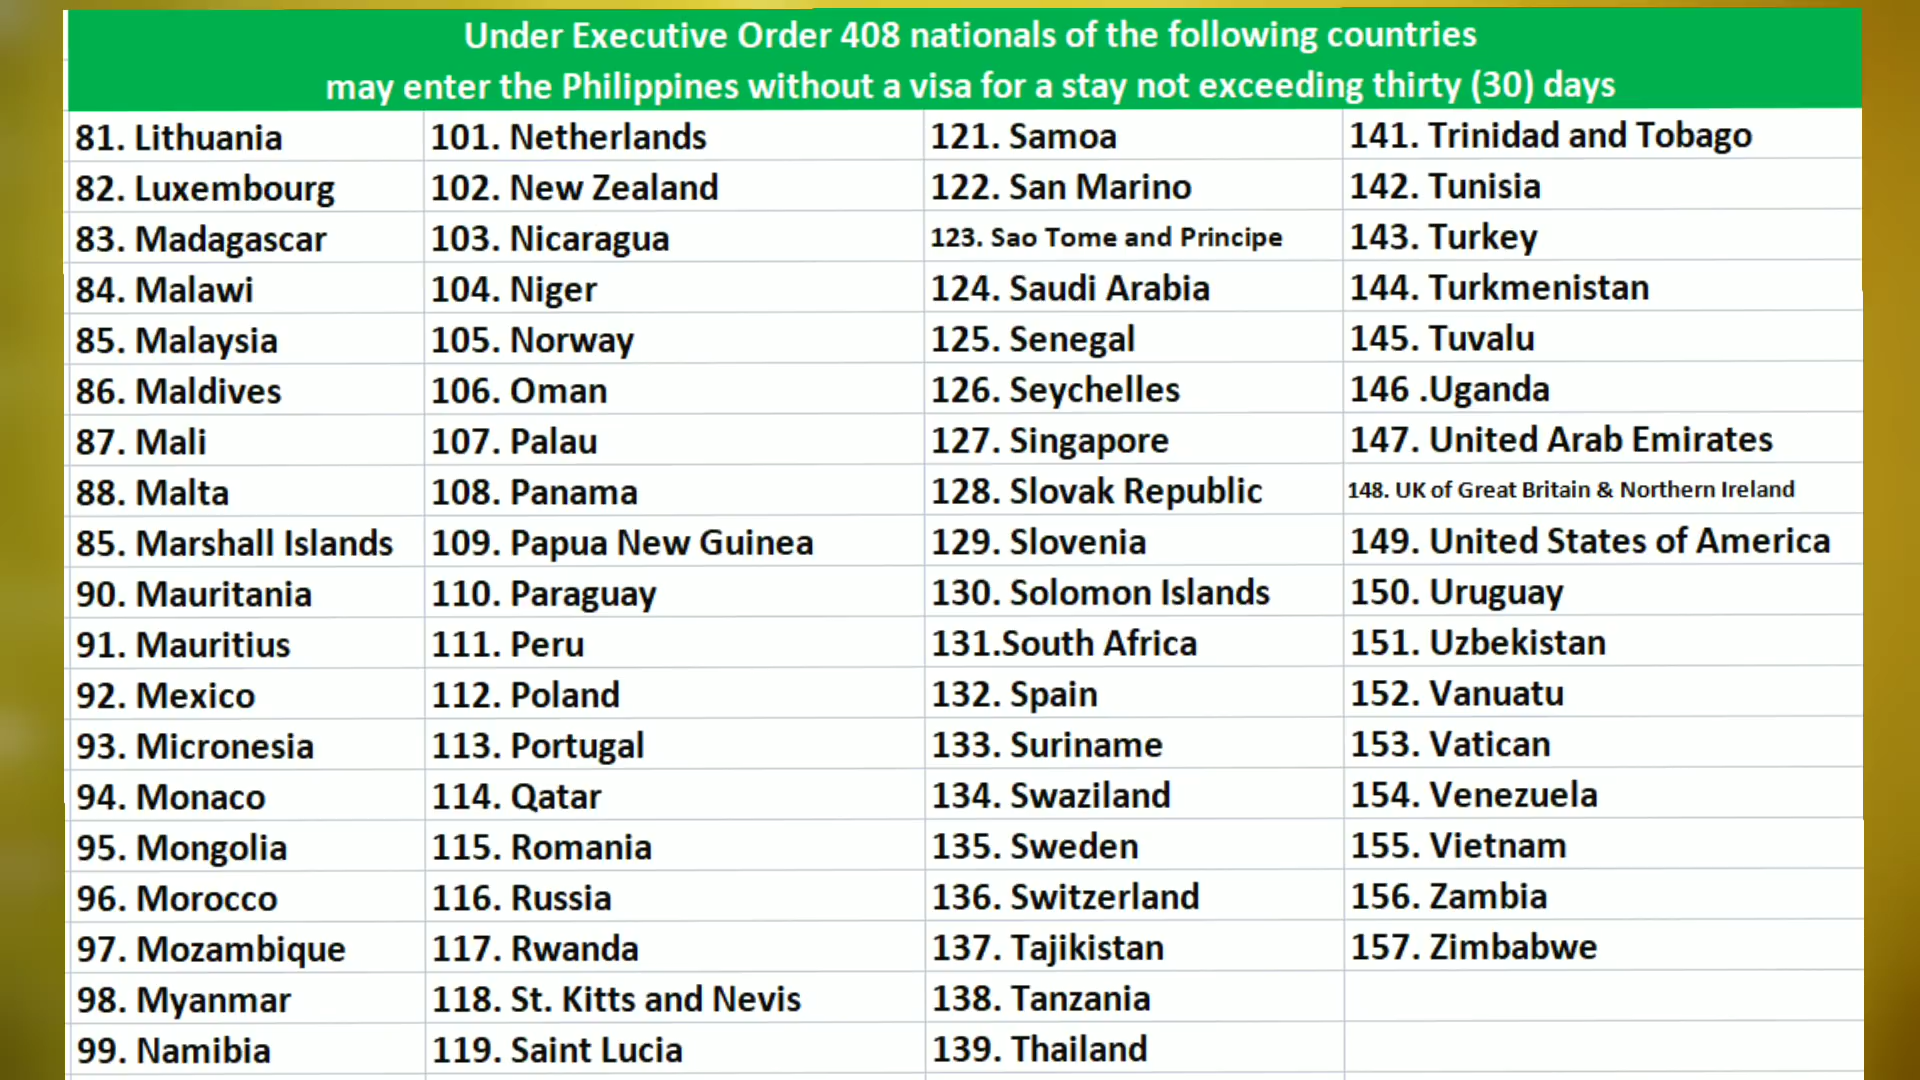 Under Executive Order 408 nationals of the following countries
may enter the Philippines without a visa for a stay not exceeding thirty (30) days
81. Lithuania
82. Luxembourg
83. Madagascar
84. Malawi
85. Malaysia
86. Maldives
87. Mali
88. Malta
85. Marshall Islands
90. Mauritania
91. Mauritius
92. Mexico
93. Micronesia
94. Monaco
95. Mongolia
96. Morocco
97. Mozambique
98. Myanmar
99. Namibia
101. Netherlands
102. New Zealand
103. Nicaragua
104. Niger
105. Norway
106. Oman
107. Palau
108. Panama
109. Papua New Guinea
110. Paraguay
111. Peru
112. Poland
113. Portugal
114. Qatar
115. Romania
116. Russia
117. Rwanda
118. St. Kitts and Nevis
119. Saint Lucia
121. Samoa
122. San Marino
123. Sao Tome and Principe
124. Saudi Arabia
125. Senegal
126. Seychelles
127. Singapore
128. Slovak Republic
129. Slovenia
130. Solomon Islands
131.South Africa
132. Spain
133. Suriname
134. Swaziland
135. Sweden
136. Switzerland
137. Tajikistan
138. Tanzania
139. Thailand
141. Trinidad and Tobago
142. Tunisia
143. Turkey
144. Turkmenistan
145. Tuvalu
146 .Uganda
147. United Arab Emirates
148. UK of Great Britain & Northern Ireland
149. United States of America
150. Uruguay
151. Uzbekistan
152. Vanuatu
153. Vatican
154. Venezuela
155. Vietnam
156. Zambia
157. Zimbabwe